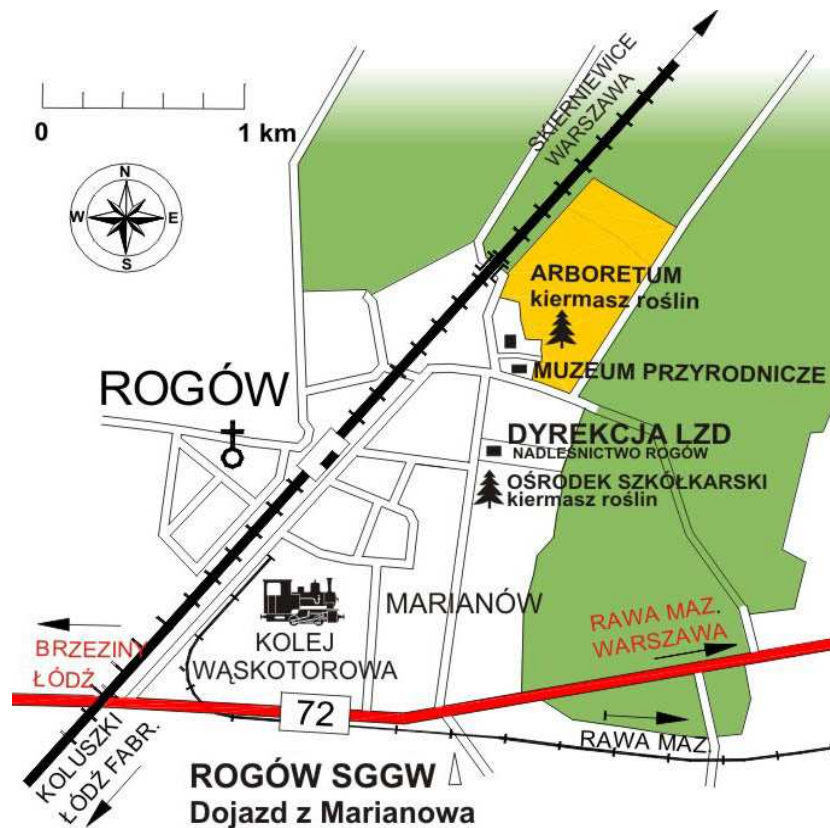 SKIERNIEWICE
WARSZAWA
0 1 km
N
W E
S
ARBORETUM
kiermasz roślin
MUZEUM PRZYRODNICZE
ROGÓW
DYREKCJA LZD
NADLEŚNICTWO ROGÓW
OŚRODEK SZKÓŁKARSKI
kiermasz roślin
MARIANÓW
KOLEJ
WĄSKOTOROWA
BRZEZINY
ŁÓDŹ
RAWA MAZ.
WARSZAWA
72
KOLUSZKI
ŁÓDŹ FABR.
RAWA MAZ.
ROGÓW SGGW
Dojazd z Marianowa